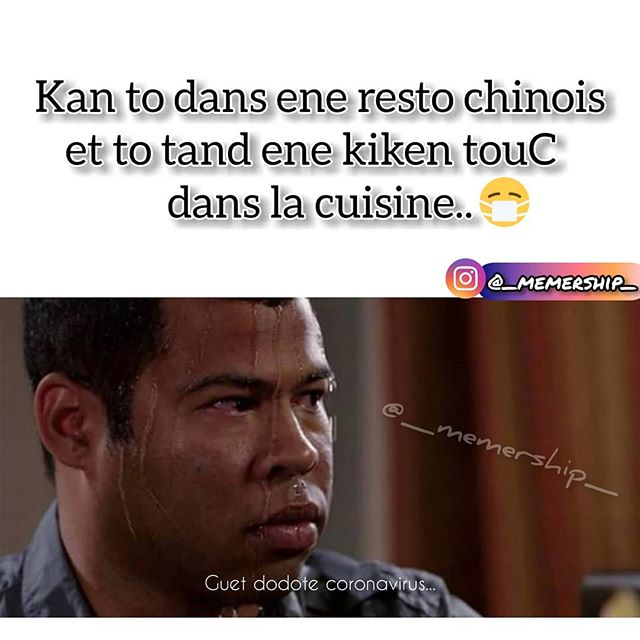 Kan to dans ene resto chinois
et to tand ene kiken touC
dans la cuisine..
@_MEMERSHIP_
@_memership_
Guet dodote coronavirus...